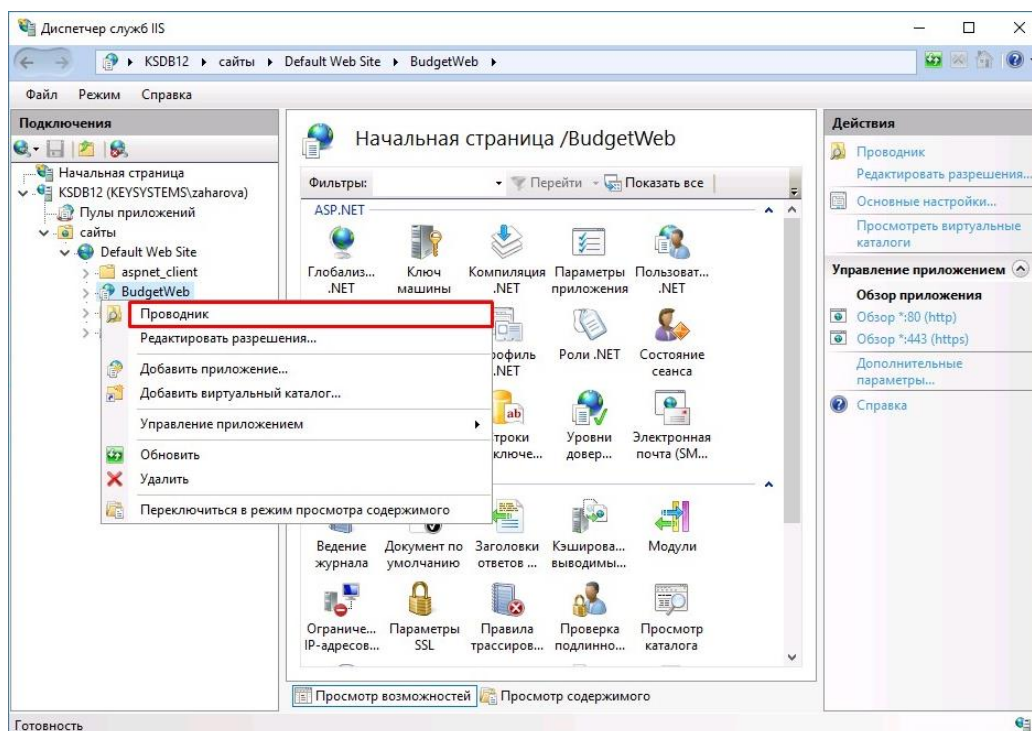 Диспетчер служб IIS
KSDB12 сайты Default Web Site BudgetWeb
Файл Режим Справка
Подключения
Начальная страница
KSDB12 (KEYSYSTEMS\zaharova)
Пулы приложений
сайты
Default Web Site
aspnet_client
BudgetWeb
Проводник
Редактировать разрешения...
Добавить приложение...
Добавить виртуальный каталог...
Управление приложением
Обновить
Удалить
Переключиться в режим просмотра содержимого
Начальная страница /BudgetWeb
Фильтры: Перейти Показать все
ASP.NET
Глобализ... Ключ Компиляция Параметры Пользоват...
.NET машины .NET приложения .NET
Роли .NET Состояние
.NET сеанса
ab
Уровни Электронная
довер... почта (SM...
Ведение Документ по Заголовки Кэширова... Модули
журнала умолчанию ответов ... выводимы...
Ограниче... Параметры Правила Проверка Просмотр
IP-адресов... SSL трассиров... подлинно... каталога
Просмотр возможностей Просмотр содержимого
Действия
Проводник
Редактировать разрешения...
Основные настройки...
Просмотреть виртуальные
каталоги
Управление приложением
Обзор приложения
Обзор *:80 (http)
Обзор *:443 (https)
Дополнительные
параметры...
Справка
Готовность